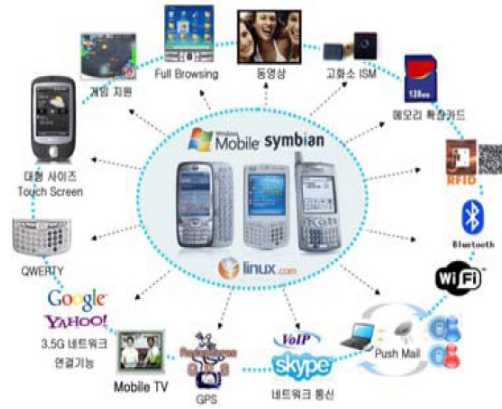 게임 지원
Full Browsing
동영상
고화소 ISM
128MB
메모리 확장카드
Windows
Mobile
symbian
대형 사이즈
Touch Screen
RFID
Bluetooth
QWERTY
linux.com
Wi Fi
Google
YAHOO!
3.5G 네트워크
연결기능
Mobile TV
GPS
VoIP
skype
네트워크 통신
Push Mail